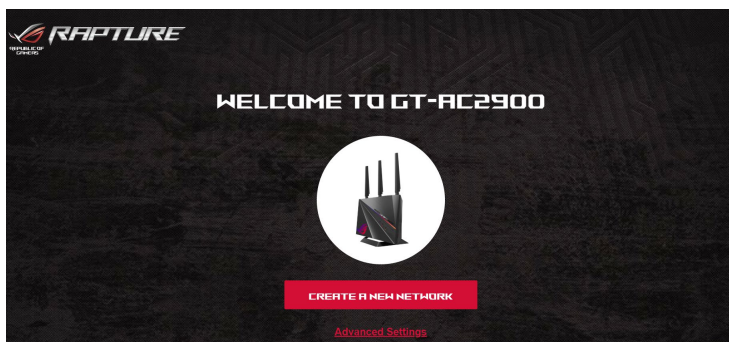 REPUBLIC OF
GAMERS
RAPTURE
WELCOME TO GT-AC2900
CREATE A NEW NETWORK
Advanced Settings